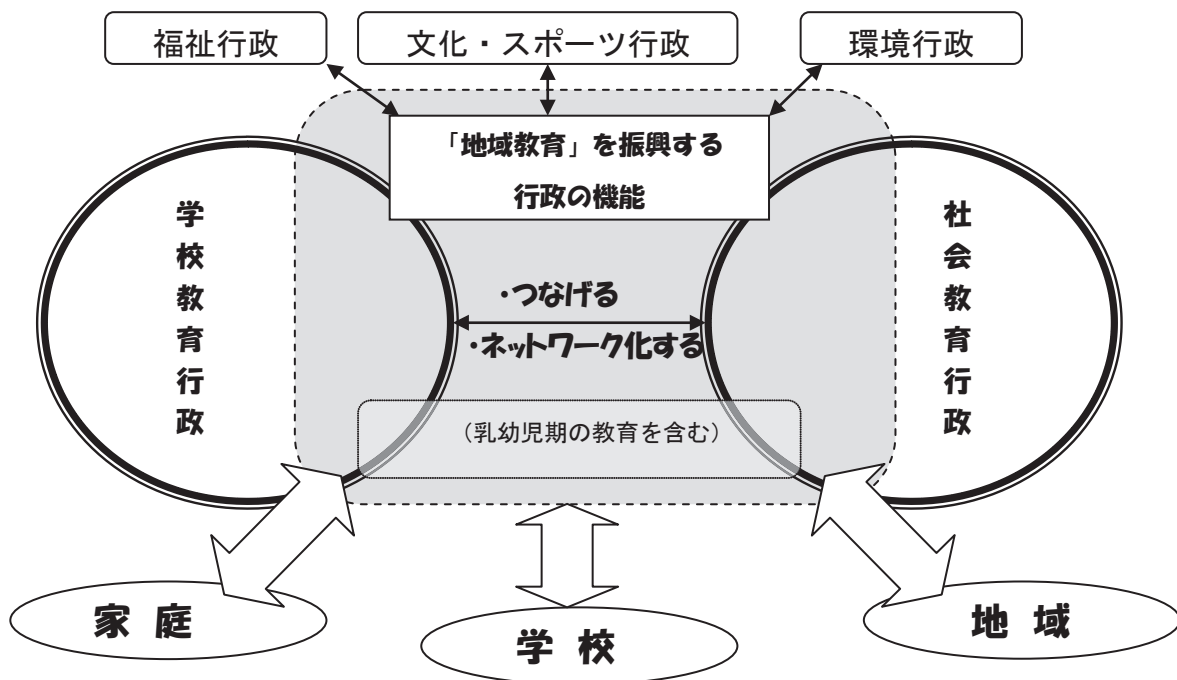 福祉行政
文化・スポーツ行政
環境行政
「地域教育」を振興する
行政の機能
学校教育行政
社会教育行政
・つなげる
・ネットワーク化する
（乳幼児期の教育を含む）
家庭
学校
地域